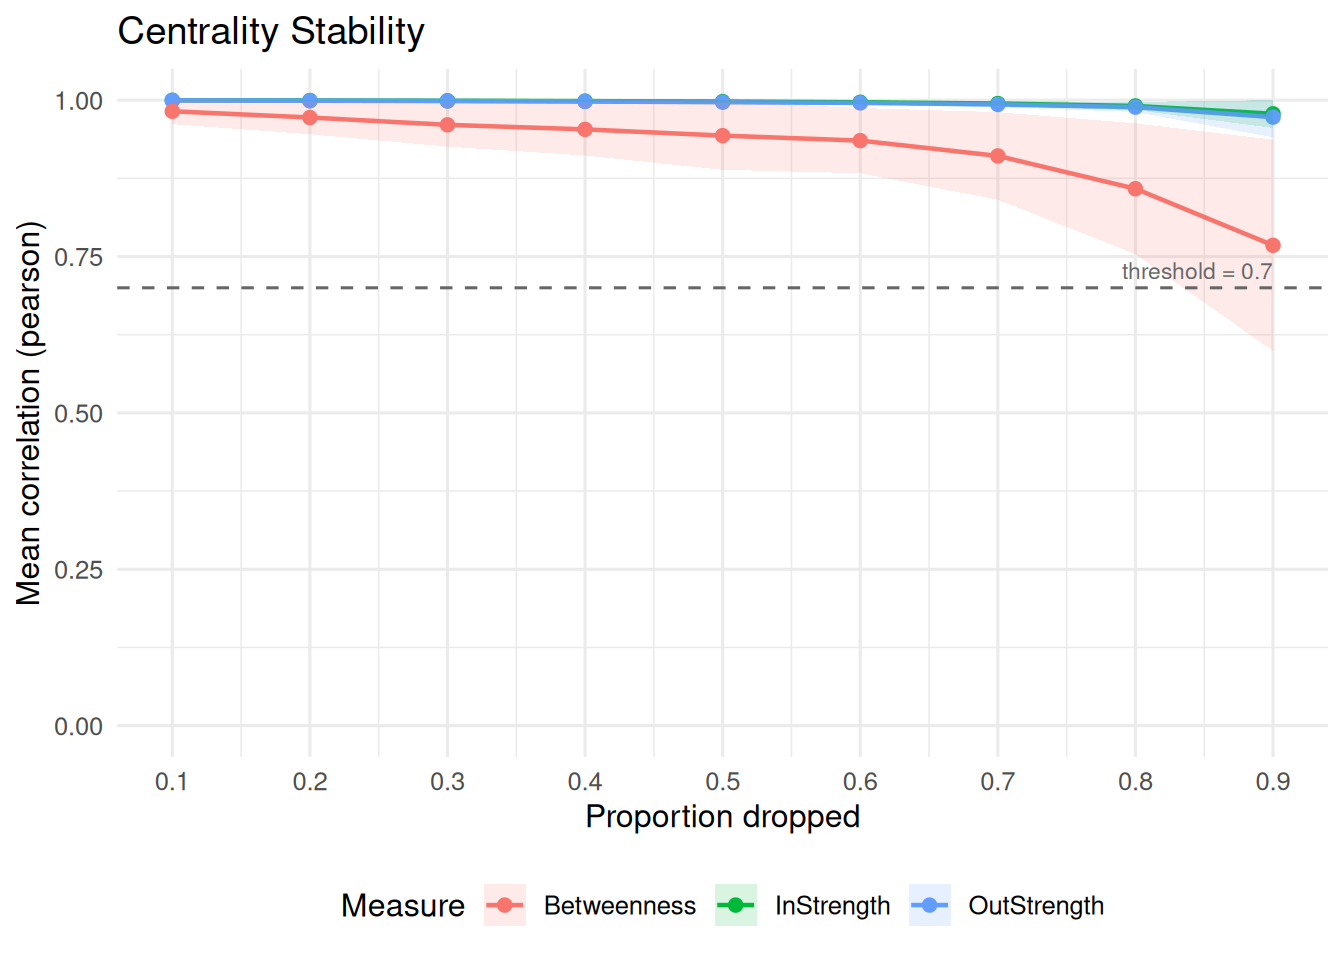 Centrality Stability
Mean correlation (pearson)
1.00
0.75
0.50
0.25
0.00
threshold = 0.7
0.1 0.2 0.3 0.4 0.5 0.6 0.7 0.8 0.9
Proportion dropped
Measure Betweenness InStrength OutStrength